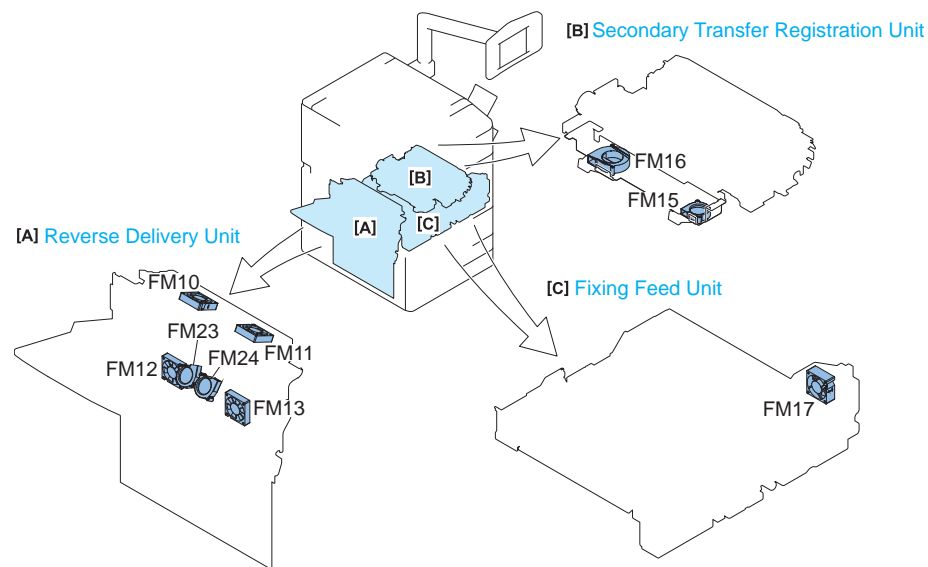 [B] Secondary Transfer Registration Unit
FM16
FM15
[B]
[A]
[C]
[A] Reverse Delivery Unit
FM10
FM23
FM11
FM12
FM24
FM13
[C] Fixing Feed Unit
FM17